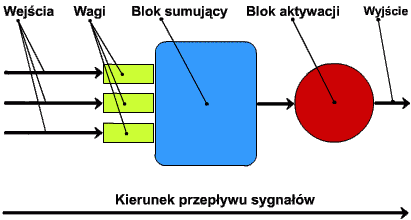 Wejścia Wagi Blok sumujący Blok aktywacji Wyjście
Kierunek przepływu sygnałów